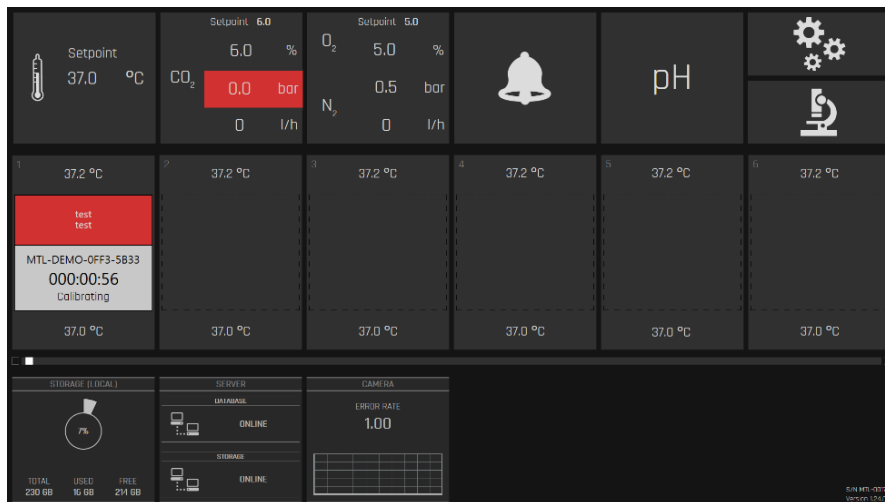 Setpoint
37.0 °C
Setpoint 6.0
6.0 %
CO2
0.0 bar
0 l/h
Setpoint 5.0
O2 5.0 %
0.5 bar
N2
0 l/h
pH
1 37.2 °C
2 37.2 °C
3 37.2 °C
4 37.2 °C
5 37.2 °C
6 37.2 °C
test
test
MTL-DEMO-0FF3-5B33
000:00:56
Calibrating
37.0 °C
37.0 °C
37.0 °C
37.0 °C
37.0 °C
37.0 °C
STORAGE (LOCAL)
7%
TOTAL USED FREE
230 GB 16 GB 214 GB
SERVER
DATABASE
ONLINE
STORAGE
ONLINE
CAMERA
ERROR RATE
1.00
Version